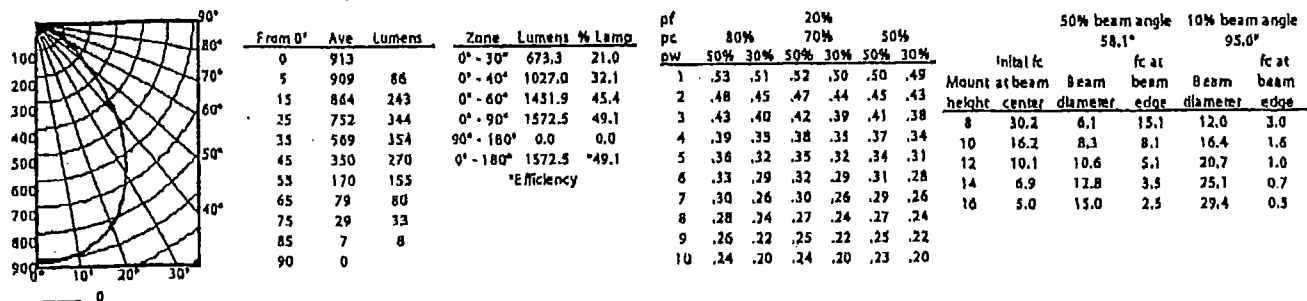 90°
80°
70°
60°
50°
40°
100
200
300
400
500
600
700
800
900
0° 10° 20° 30°
0
From 0° Ave Lumens
0 913
5 909 86
15 864 243
25 752 344
35 569 354
45 350 270
55 170 155
65 79 80
75 29 33
85 7 8
90 0
Zone Lumens % Lamp
0° - 30° 673.3 21.0
0° - 40° 1027.0 32.1
0° - 60° 1451.9 45.4
0° - 90° 1572.5 49.1
90° - 180° 0.0 0.0
0° - 180° 1572.5 *49.1
*Efficiency
pf 20%
pc 80% 70% 50%
pw 50% 30% 50% 30% 50% 30%
1 .53 .51 .52 .50 .50 .49
2 .48 .45 .47 .44 .45 .43
3 .43 .40 .42 .39 .41 .38
4 .39 .35 .38 .35 .37 .34
5 .36 .32 .35 .32 .34 .31
6 .33 .29 .32 .29 .31 .28
7 .30 .26 .30 .26 .29 .26
8 .28 .24 .27 .24 .27 .24
9 .26 .22 .25 .22 .25 .22
10 .24 .20 .24 .20 .23 .20
50% beam angle 10% beam angle
58.1° 95.0°
Inital fc fc at fc at
Mount at beam Beam beam Beam beam
height center diameter edge diameter edge
8 30.2 6.1 15.1 12.0 3.0
10 16.2 8.3 8.1 16.4 1.6
12 10.1 10.6 5.1 20.7 1.0
14 6.9 12.8 3.5 25.1 0.7
16 5.0 15.0 2.5 29.4 0.5